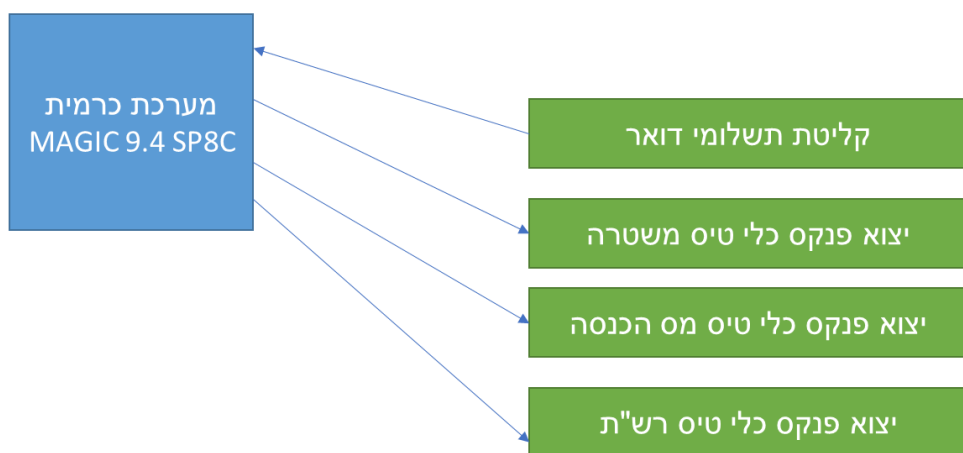 מערכת כרמית
MAGIC 9.4 SP8C
קליטת תשלומי דואר
יצוא פנקס כלי טיס משטרה
יצוא פנקס כלי טיס מס הכנסה
יצוא פנקס כלי טיס רש"ת